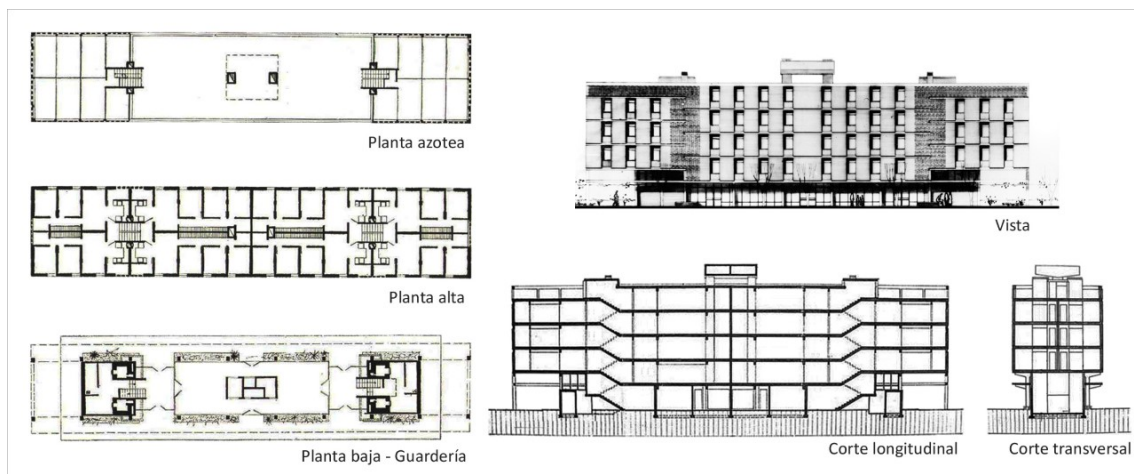 Planta azotea
Planta alta
Planta baja - Guardería
Vista
Corte longitudinal
Corte transversal